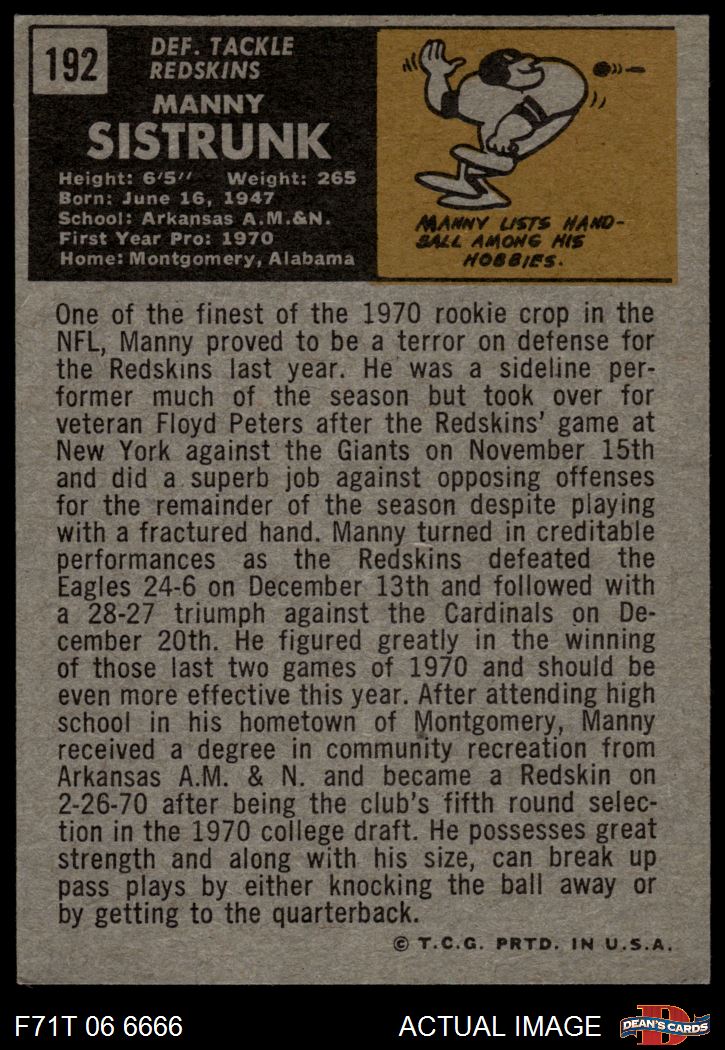 192
DEF. TACKLE
REDSKINS
MANNY
SISTRUNK
Height: 6'5" Weight: 265
Born: June 16, 1947
School: Arkansas A.M.&N.
First Year Pro: 1970
Home: Montgomery, Alabama
MANNY LISTS HAND-
BALL AMONG HIS
HOBBIES.
One of the finest of the 1970 rookie crop in the
NFL, Manny proved to be a terror on defense for
the Redskins last year. He was a sideline per-
former much of the season but took over for
veteran Floyd Peters after the Redskins' game at
New York against the Giants on November 15th
and did a superb job against opposing offenses
for the remainder of the season despite playing
with a fractured hand. Manny turned in creditable
performances as the Redskins defeated the
Eagles 24-6 on December 13th and followed with
a 28-27 triumph against the Cardinals on De-
cember 20th. He figured greatly in the winning
of those last two games of 1970 and should be
even more effective this year. After attending high
school in his hometown of Montgomery, Manny
received a degree in community recreation from
Arkansas A.M. & N. and became a Redskin on
2-26-70 after being the club's fifth round selec-
tion in the 1970 college draft. He possesses great
strength and along with his size, can break up
pass plays by either knocking the ball away or
by getting to the quarterback.
© T.C.G. PRTD. IN U.S.A.
F71T 06 6666
ACTUAL IMAGE
D
DEAN'S CARDS